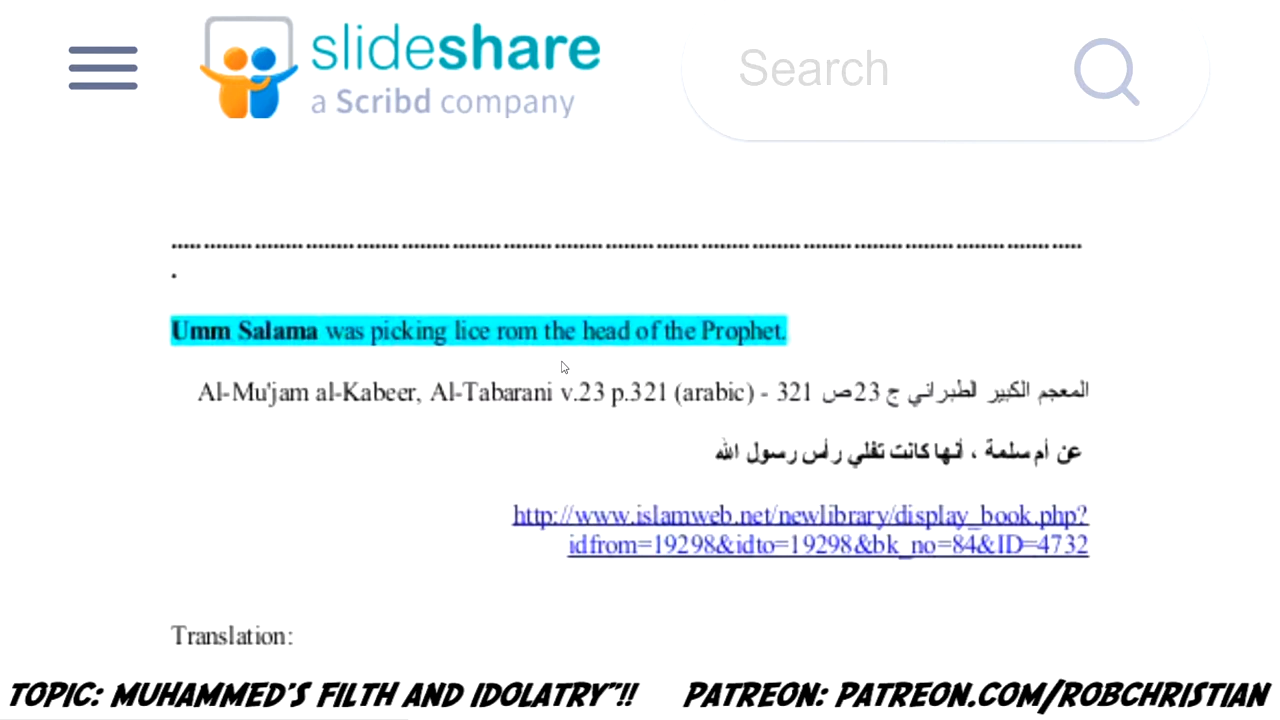 slideshare
a Scribd company
Search
................................................................................................................................
.
Umm Salama was picking lice rom the head of the Prophet.
Al-Mu'jam al-Kabeer, Al-Tabarani v.23 p.321 (arabic) - 321 المعجم الكبير الطبراني ج 23ص
عن أم سلمة ، أنها كانت تفلي رأس رسول الله
http://www.islamweb.net/newlibrary/display_book.php?
idfrom=19298&idto=19298&bk_no=84&ID=4732
Translation:
TOPIC: MUHAMMED'S FILTH AND IDOLATRY"!! PATREON: PATREON.COM/ROBCHRISTIAN